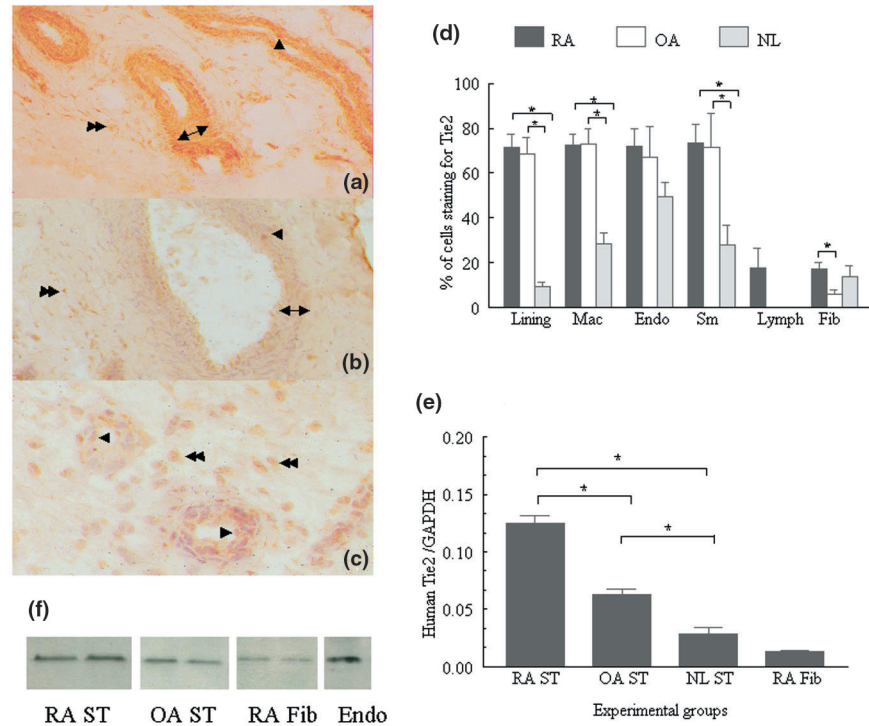 (a)
(b)
(c)
(d)
RA OA NL
% of cells staining for Tie2
100
80
60
40
20
0
* * *
* * *
*
Lining Mac Endo Sm Lymph Fib
(e)
Human Tie2 /GAPDH
0.20
0.15
0.10
0.05
0.00
*
*
*
RA ST OA ST NL ST RA Fib
Experimental groups
(f)
RA ST OA ST RA Fib Endo